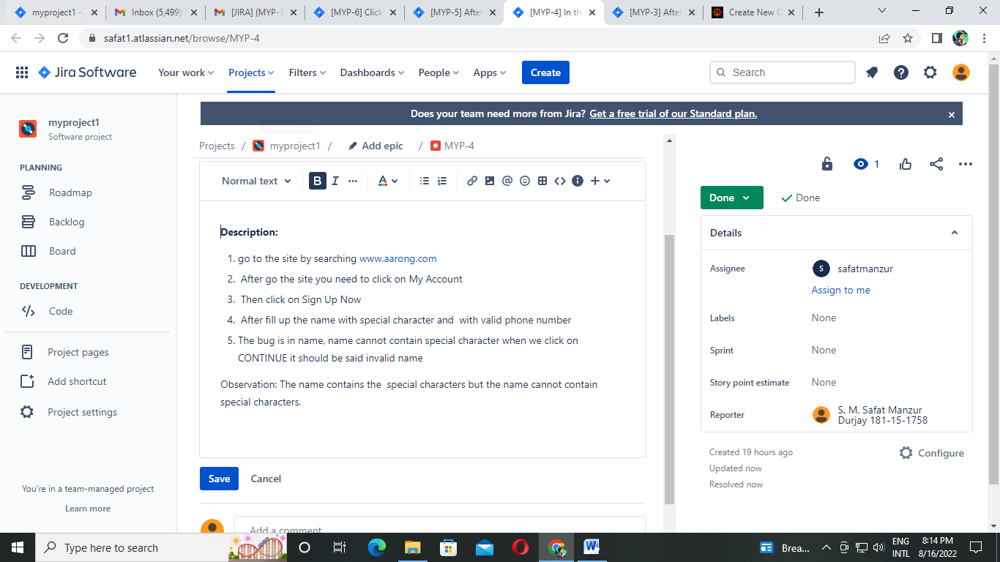 myproject1 -
Inbox (5,499)
[JIRA] (MYP-1
[MYP-6] Click
[MYP-5] After
[MYP-4] In th
[MYP-3] After
Create New C
safat1.atlassian.net/browse/MYP-4
Jira Software
Your work
Projects
Filters
Dashboards
People
Apps
Create
Search
Does your team need more from Jira? Get a free trial of our Standard plan.
myproject1
Software project
PLANNING
Roadmap
Backlog
Board
DEVELOPMENT
Code
Project pages
Add shortcut
Project settings
You're in a team-managed project
Learn more
Projects / myproject1 / Add epic / MYP-4
Normal text
Description:
1. go to the site by searching www.aarong.com
2. After go the site you need to click on My Account
3. Then click on Sign Up Now
4. After fill up the name with special character and with valid phone number
5. The bug is in name, name cannot contain special character when we click on
CONTINUE it should be said invalid name
Observation: The name contains the special characters but the name cannot contain
special characters.
Save
Cancel
Add a comment
1
Done
Done
Details
Assignee
S
safatmanzur
Assign to me
Labels
None
Sprint
None
Story point estimate
None
Reporter
S. M. Safat Manzur
Durjay 181-15-1758
Created 19 hours ago
Updated now
Resolved now
Configure
Type here to search
Brea...
ENG
INTL
8:14 PM
8/16/2022